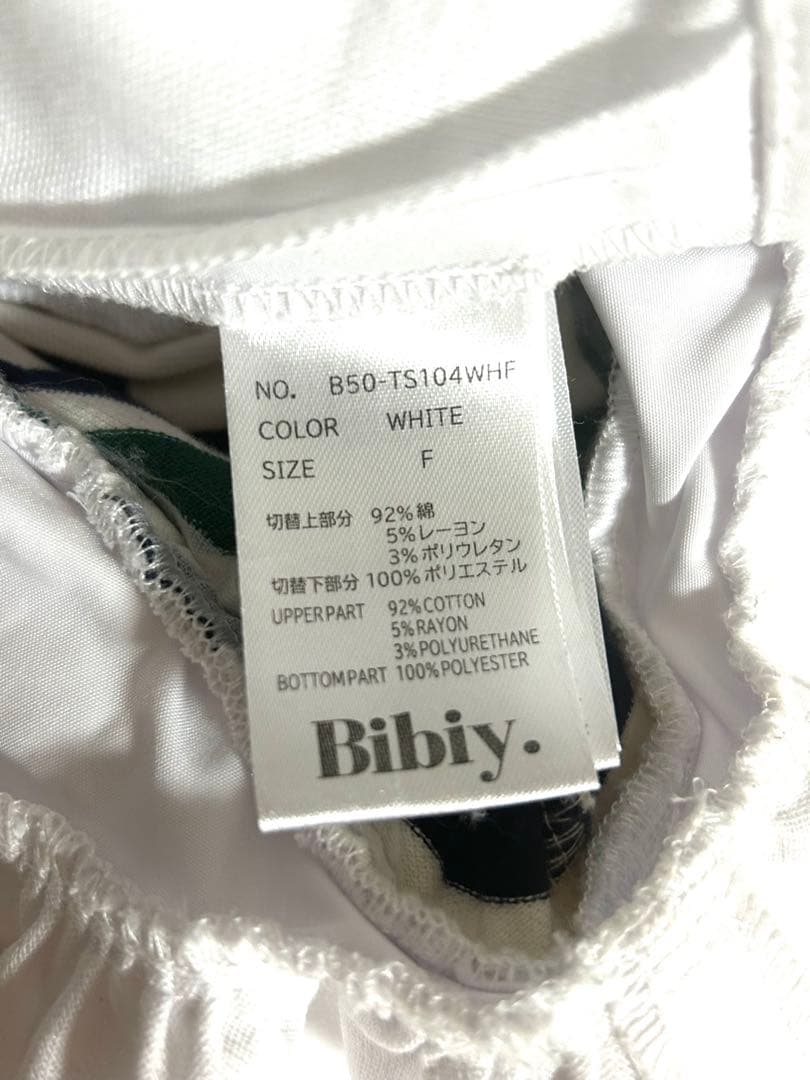 NO. B50-TS104WHF
COLOR WHITE
SIZE F
切替上部分 92%綿
5%レーヨン
3%ポリウレタン
切替下部分 100%ポリエステル
UPPER PART 92%COTTON
5%RAYON
3%POLYURETHANE
BOTTOM PART 100%POLYESTER
Bibiy.